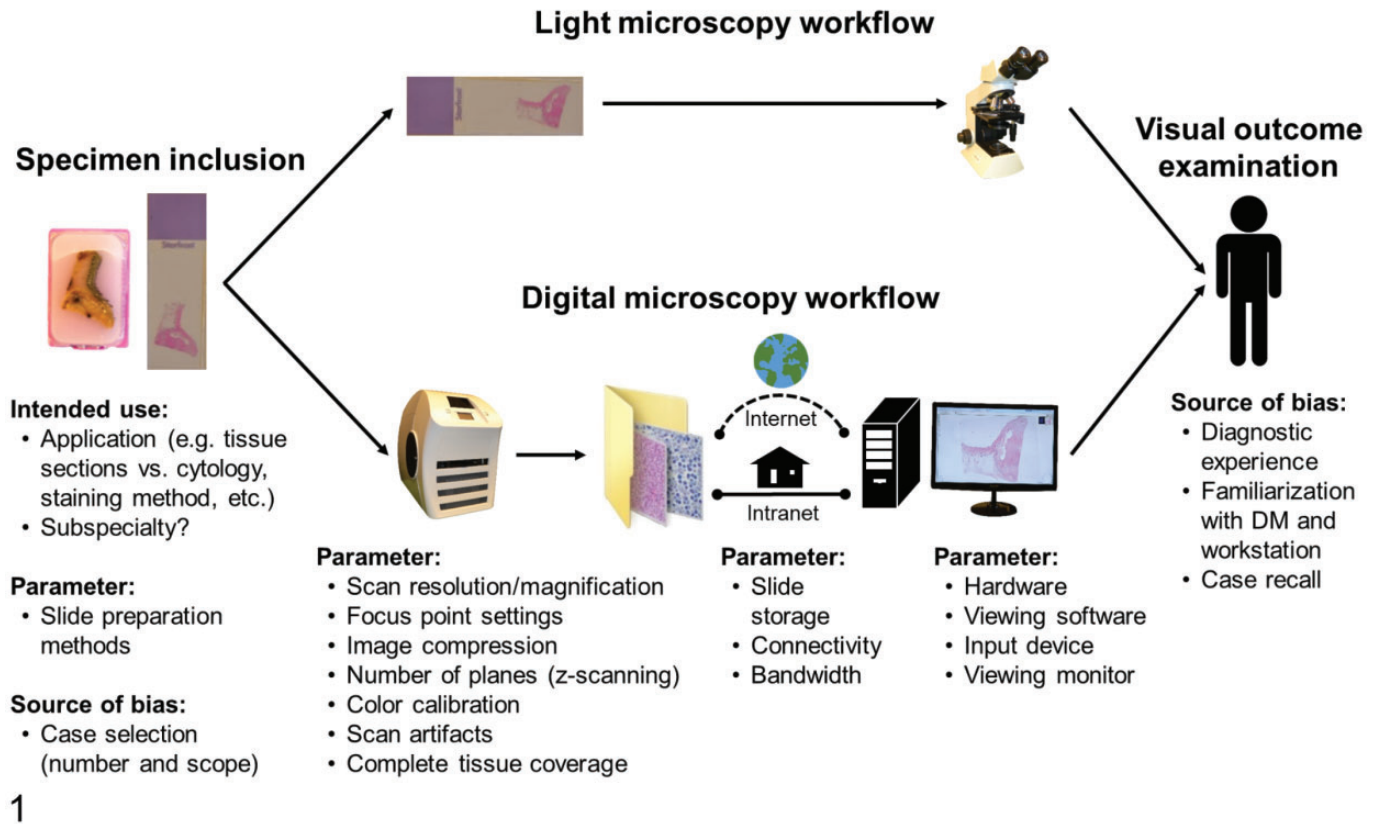 Light microscopy workflow
Specimen inclusion
Visual outcome
examination
Digital microscopy workflow
Internet
Intranet
Intended use:
• Application (e.g. tissue
sections vs. cytology,
staining method, etc.)
• Subspecialty?
Parameter:
• Slide preparation
methods
Source of bias:
• Case selection
(number and scope)
Parameter:
• Scan resolution/magnification
• Focus point settings
• Image compression
• Number of planes (z-scanning)
• Color calibration
• Scan artifacts
• Complete tissue coverage
Parameter:
• Slide
storage
• Connectivity
• Bandwidth
Parameter:
• Hardware
• Viewing software
• Input device
• Viewing monitor
Source of bias:
• Diagnostic
experience
• Familiarization
with DM and
workstation
• Case recall
1